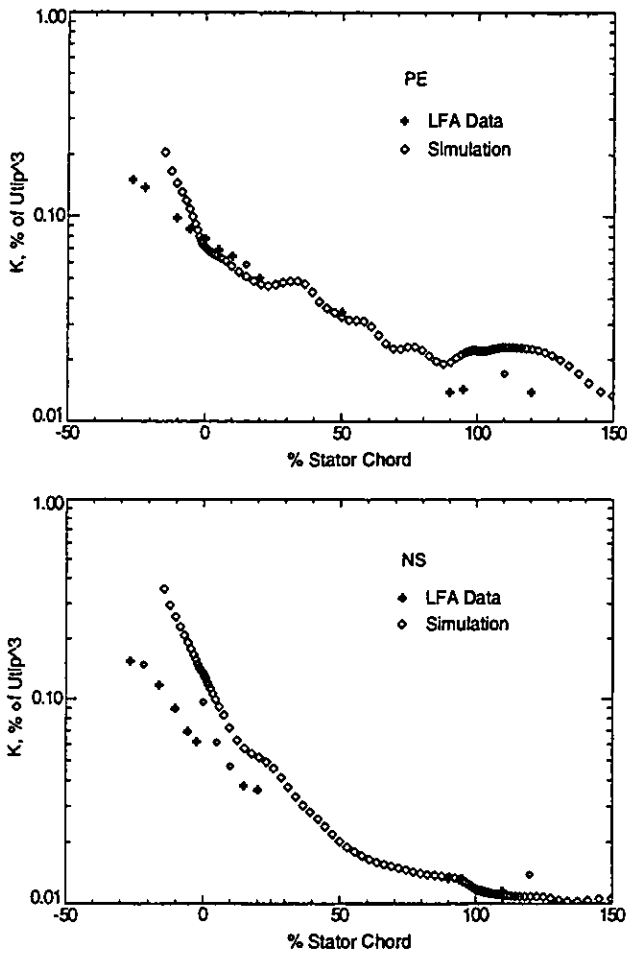 1.00
PE
LFA Data
Simulation
K, % of Utip^3
0.10
0.01
-50 0 50 100 150
% Stator Chord
1.00
NS
LFA Data
Simulation
K, % of Utip^3
0.10
0.01
-50 0 50 100 150
% Stator Chord